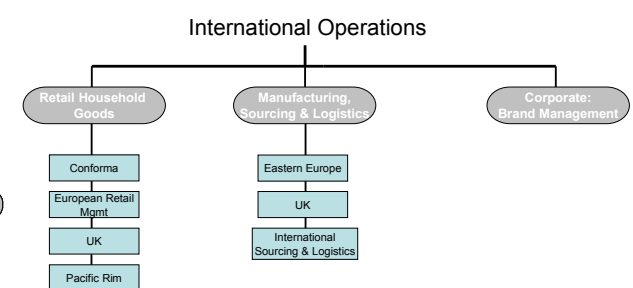 International Operations
Retail Household
Goods
Manufacturing,
Sourcing & Logistics
Corporate:
Brand Management
Conforma
European Retail
Mgmt
UK
Pacific Rim
Eastern Europe
UK
International
Sourcing & Logistics